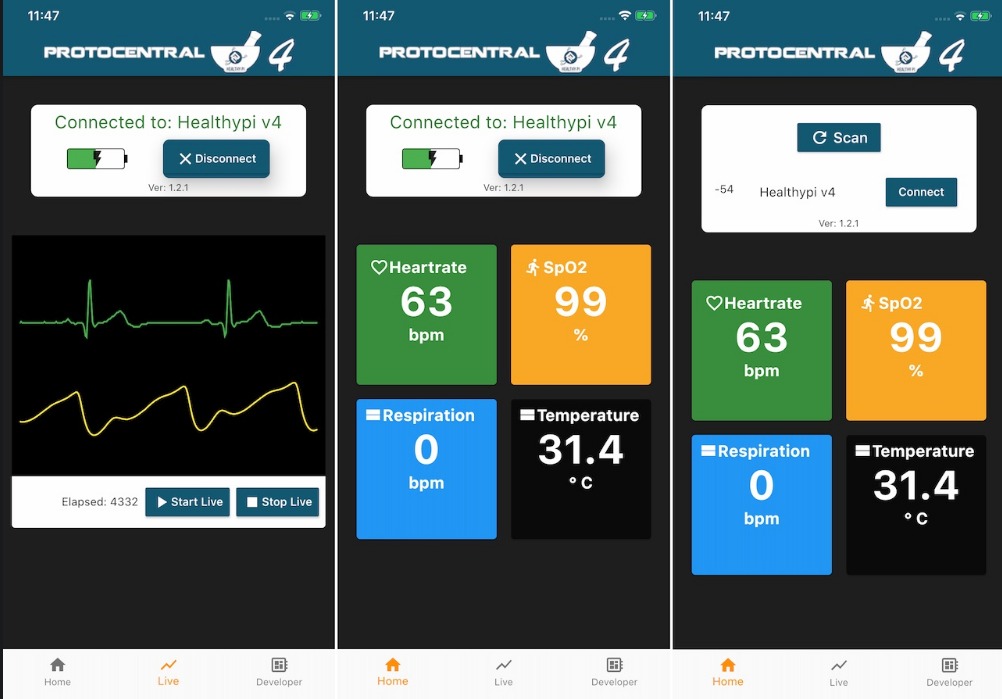 11:47
PROTOCENTRAL 4
HEALTHYPI
Connected to: Healthypi v4
Disconnect
Ver: 1.2.1
Elapsed: 4332
Start Live
Stop Live
Home
Live
Developer
11:47
PROTOCENTRAL 4
HEALTHYPI
Connected to: Healthypi v4
Disconnect
Ver: 1.2.1
Heartrate
63
bpm
SpO2
99
%
Respiration
0
bpm
Temperature
31.4
° C
Home
Live
Developer
11:47
PROTOCENTRAL 4
HEALTHYPI
Scan
-54
Healthypi v4
Connect
Ver: 1.2.1
Heartrate
63
bpm
SpO2
99
%
Respiration
0
bpm
Temperature
31.4
° C
Home
Live
Developer